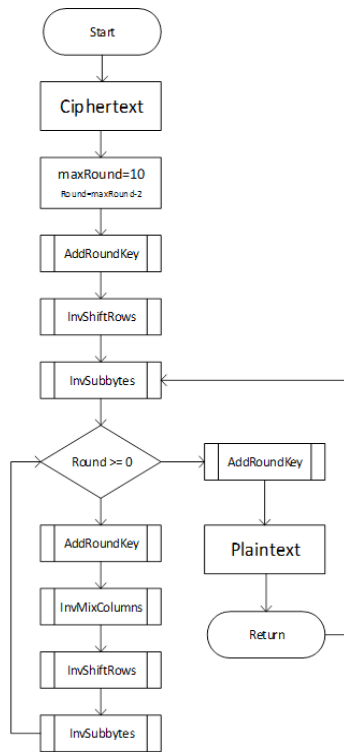 Start
Ciphertext
maxRound=10
Round=maxRound-2
AddRoundKey
InvShiftRows
InvSubbytes
Round >= 0
AddRoundKey
AddRoundKey
InvMixColumns
Plaintext
InvShiftRows
Return
InvSubbytes